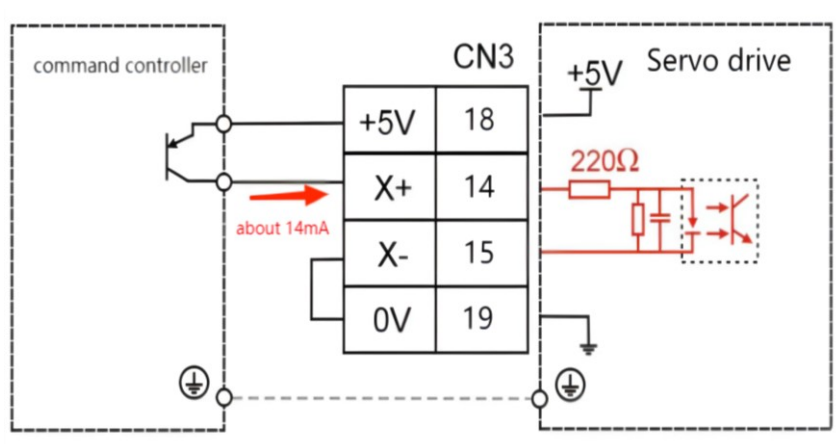 command controller
CN3
+5V
Servo drive
+5V 18
220Ω
X+ 14
about 14mA
X- 15
0V 19